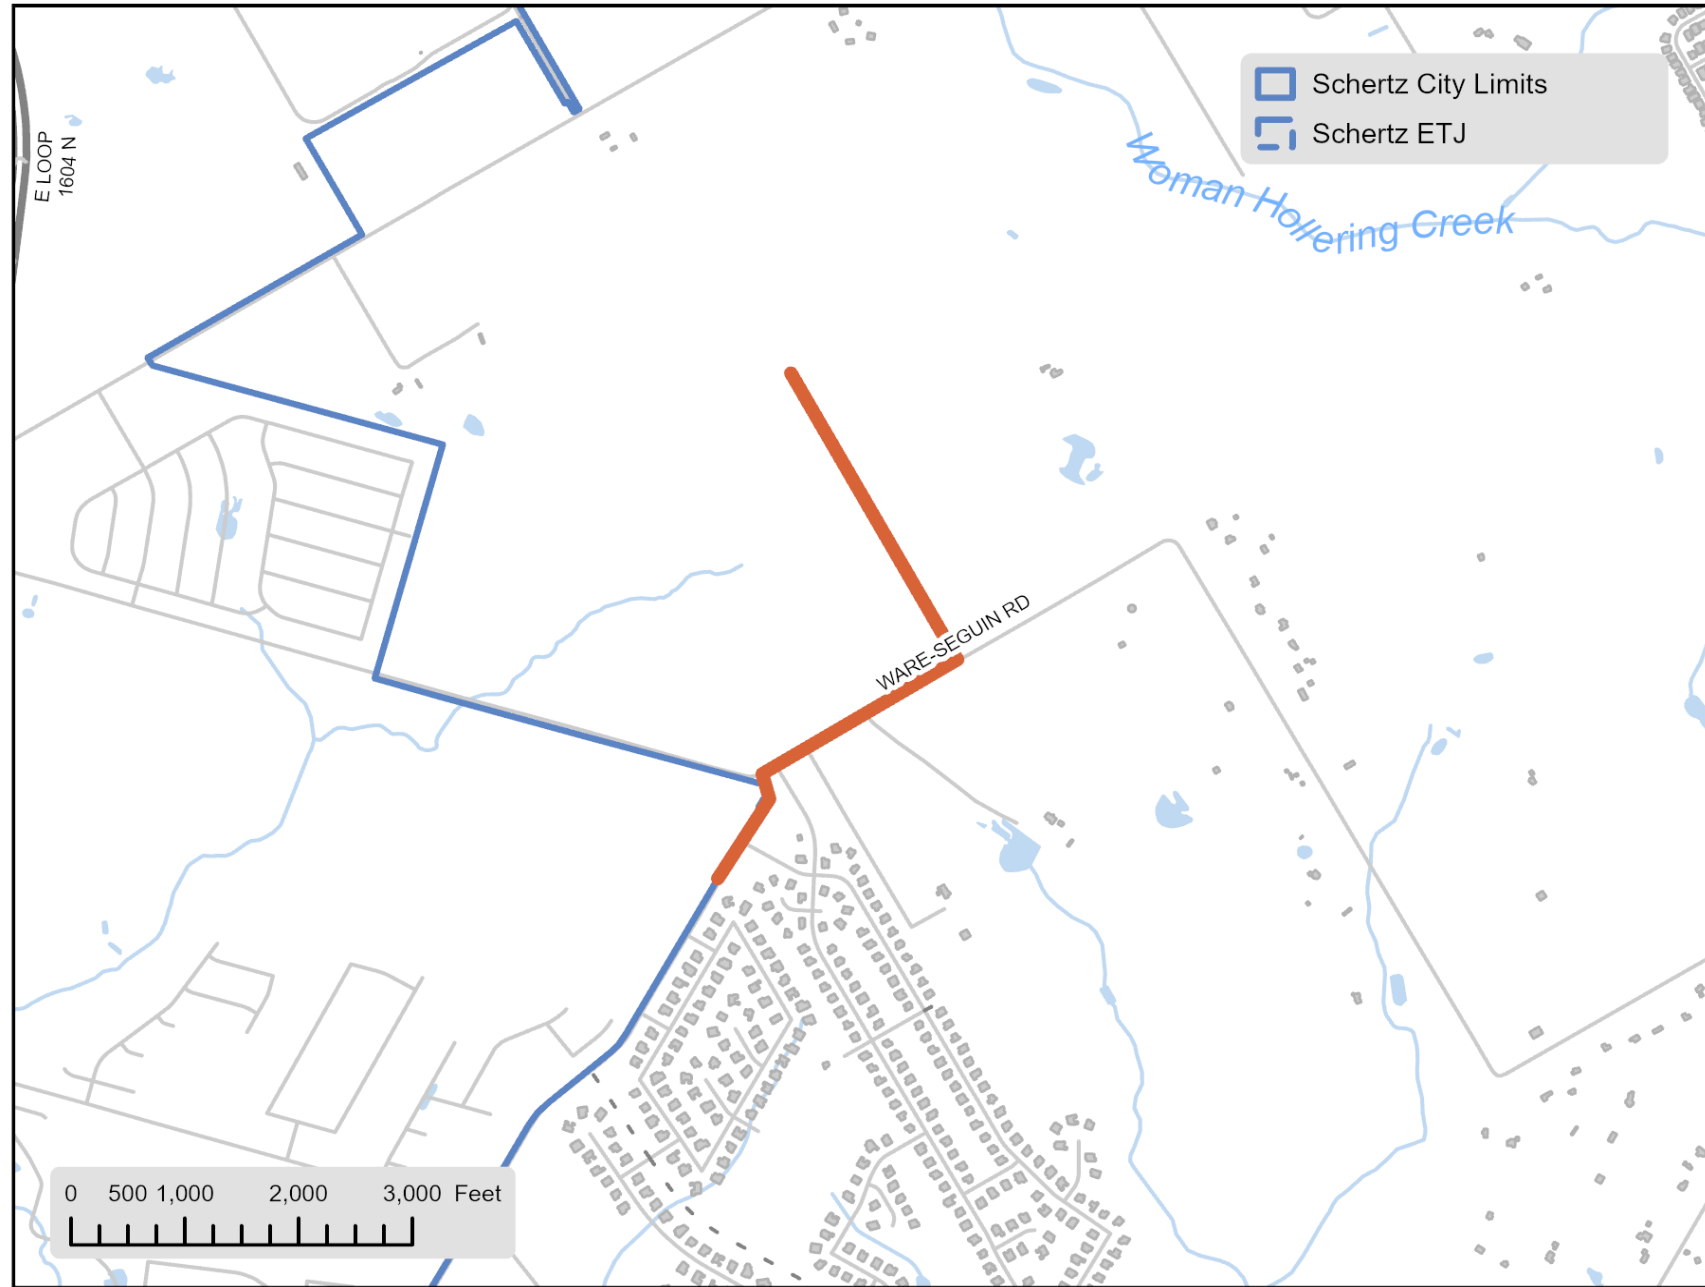 Schertz City Limits
Schertz ETJ
E LOOP
1604 N
Woman Hollering Creek
WARE-SEGUIN RD
0 500 1,000 2,000 3,000 Feet